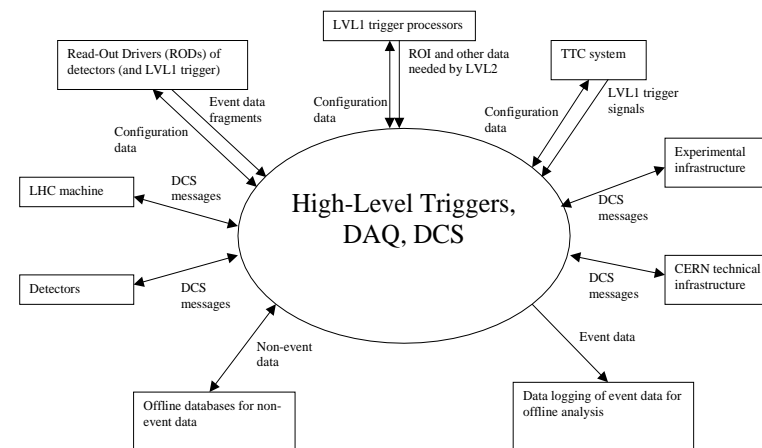 LVL1 trigger processors
Read-Out Drivers (RODs) of
detectors (and LVL1 trigger)
TTC system
ROI and other data
needed by LVL2
Event data
fragments
LVL1 trigger
signals
Configuration
data
Configuration
data
Configuration
data
Experimental
infrastructure
LHC machine
DCS
messages
DCS
messages
High-Level Triggers,
DAQ, DCS
Detectors
DCS
messages
DCS
messages
CERN technical
infrastructure
Non-event
data
Event data
Offline databases for non-
event data
Data logging of event data for
offline analysis